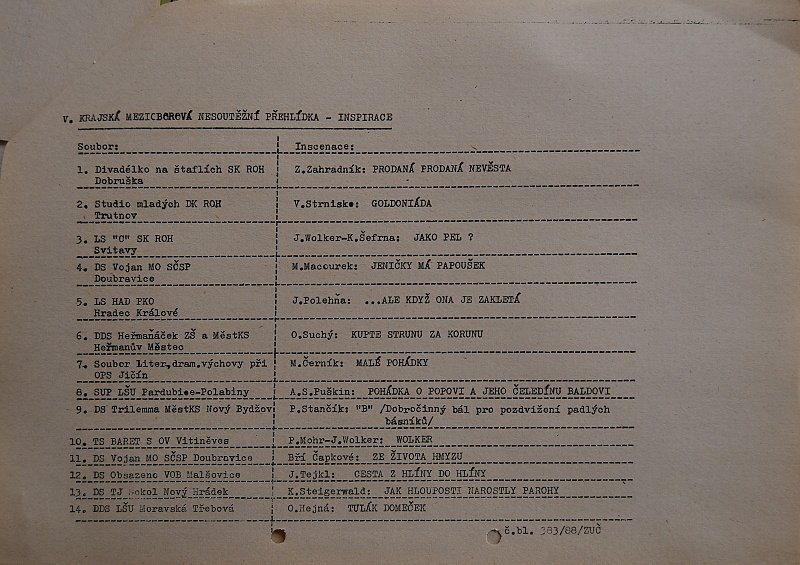 V. KRAJSKÁ MEZIOBOROVÁ NESOUTĚŽNÍ PŘEHLÍDKA - INSPIRACE
Soubor: Inscenace:
1. Divadélko na štaflích SK ROH Z.Zahradník: PRODANÁ PRODANÁ NEVĚSTA
Dobruška
2. Studio mladých DK ROH V.Strnisko: GOLDONIÁDA
Trutnov
3. LS "C" SK ROH J.Wolker-K.Šefrna: JAKO PEL ?
Svitavy
4. DS Vojan MO SČSP M.Macourek: JENIČKY MÁ PAPOUŠEK
Doubravice
5. LS HAD PKO J.Polehňa: ...ALE KDYŽ ONA JE ZAKLETÁ
Hradec Králové
6. DDS Heřmaňáček ZŠ a MěstKS O.Suchý: KUPTE STRUNU ZA KORUNU
Heřmanův Městec
7. Soubor liter.dram.výchovy při M.Černík: MALÉ POHÁDKY
OPS Jičín
8. SUP LŠU Pardubice-Polabiny A.S.Puškin: POHÁDKA O POPOVI A JEHO ČELEDÍNU BALDOVI
9. DS Trilemma MěstKS Nový Bydžov P.Stančík: "B" /Dobročinný bál pro pozdvižení padlých
básníků/
10. TS BARET S OV Vitiněves P.Mohr-J.Wolker: WOLKER
11. DS Vojan MO SČSP Doubravice Bří Čapkové: ZE ŽIVOTA HMYZU
12. DS Obsazeno VOB Malšovice J.Tejkl: CESTA Z HLÍNY DO HLÍNY
13. DS TJ Sokol Nový Hrádek K.Steigerwald: JAK HLOUPOSTI NAROSTLY PAROHY
14. DDS LŠU Moravská Třebová O.Hejná: TULÁK DOMEČEK
č.bl. 383/88/ZUČ